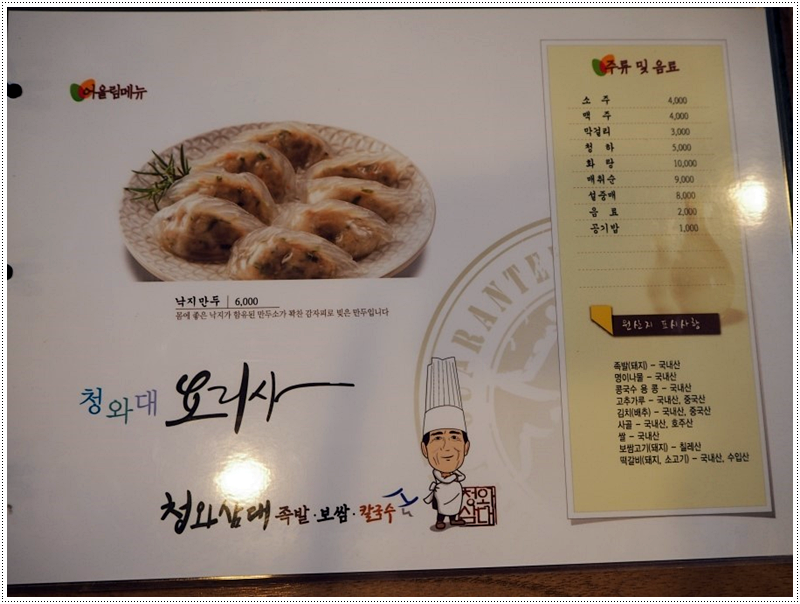 어울림메뉴
낙지만두 | 6,000
몸에 좋은 낙지가 함유된 만두소가 꽉찬 감자피로 빚은 만두입니다
청와대 요리사
청와삼대 족발·보쌈·칼국수
청와
삼대
GUARANTEE
주류 및 음료
소 주 4,000
맥 주 4,000
막걸리 3,000
청 하 5,000
화 랑 10,000
매취순 9,000
설중매 8,000
음 료 2,000
공기밥 1,000
원산지 표시사항
족발(돼지) - 국내산
명이나물 - 국내산
콩국수 용 콩 - 국내산
고추가루 - 국내산, 중국산
김치(배추) - 국내산, 중국산
사골 - 국내산, 호주산
쌀 - 국내산
보쌈고기(돼지) - 칠레산
떡갈비(돼지, 소고기) - 국내산, 수입산